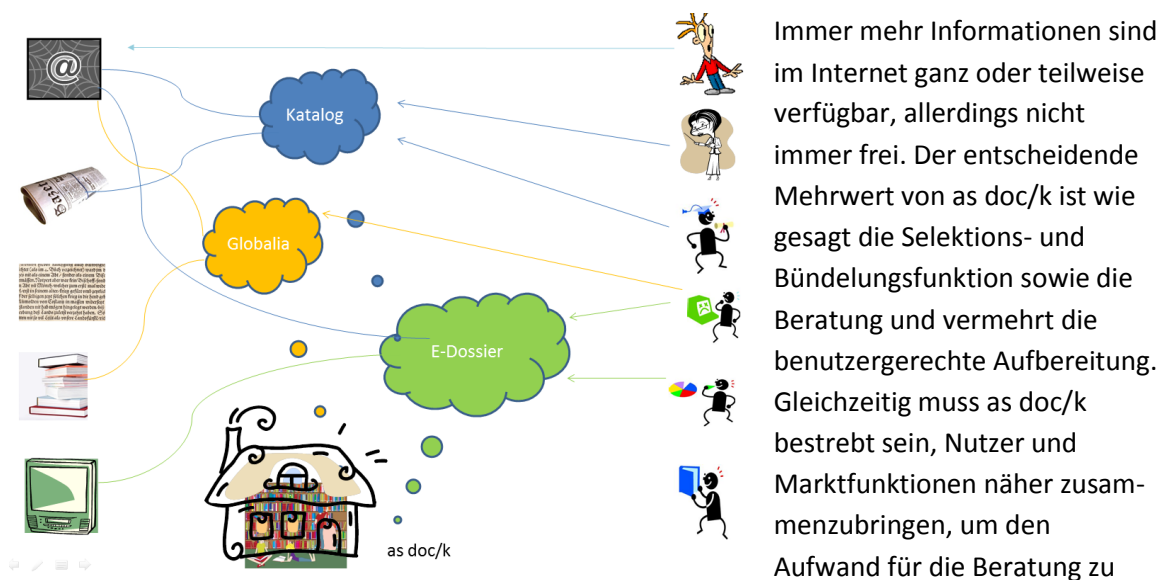 Immer mehr Informationen sind
im Internet ganz oder teilweise
verfügbar, allerdings nicht
immer frei. Der entscheidende
Mehrwert von as doc/k ist wie
gesagt die Selektions- und
Bündelungsfunktion sowie die
Beratung und vermehrt die
benutzergerechte Aufbereitung.
Gleichzeitig muss as doc/k
bestrebt sein, Nutzer und
Marktfunktionen näher zusam-
menzubringen, um den
Aufwand für die Beratung zu
@
Katalog
Globalia
E-Dossier
as doc/k